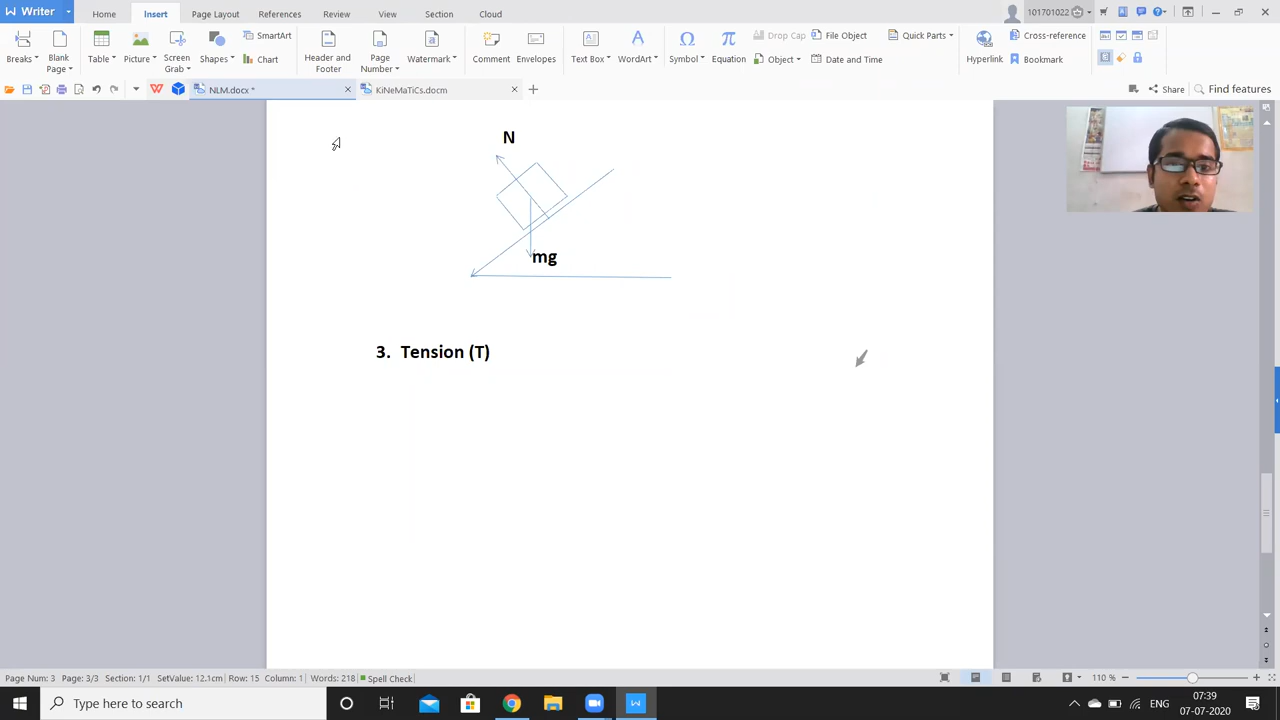 Writer
Home Insert Page Layout References Review View Section Cloud
101701022
Breaks Blank Page Table Picture Screen Grab Shapes SmartArt Chart Header and Footer Page Number Watermark Comment Envelopes Text Box WordArt Symbol Equation Drop Cap Object File Object Date and Time Quick Parts Hyperlink Cross-reference Bookmark
NLM.docx * KiNeMaTiCs.docm Share Find features
N
mg
3. Tension (T)
Page Num: 3 Page: 3/3 Section: 1/1 SetValue: 12.1cm Row: 15 Column: 1 Words: 218 Spell Check 110 %
Type here to search
ENG
07:39
07-07-2020